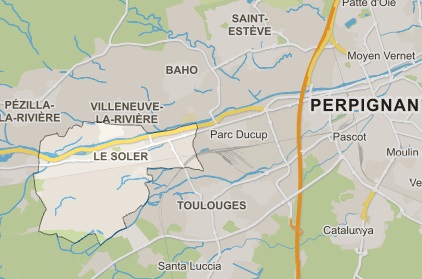 Patte d'Oie
SAINT-
ESTÈVE
Moyen Vernet
BAHO
PÉZILLA
-LA-RIVIÈRE
VILLENEUVE-
LA-RIVIÈRE
PERPIGNAN
Parc Ducup
Pascot
LE SOLER
Moulin
Ve
TOULOUGES
Catalunya
Santa Luccia